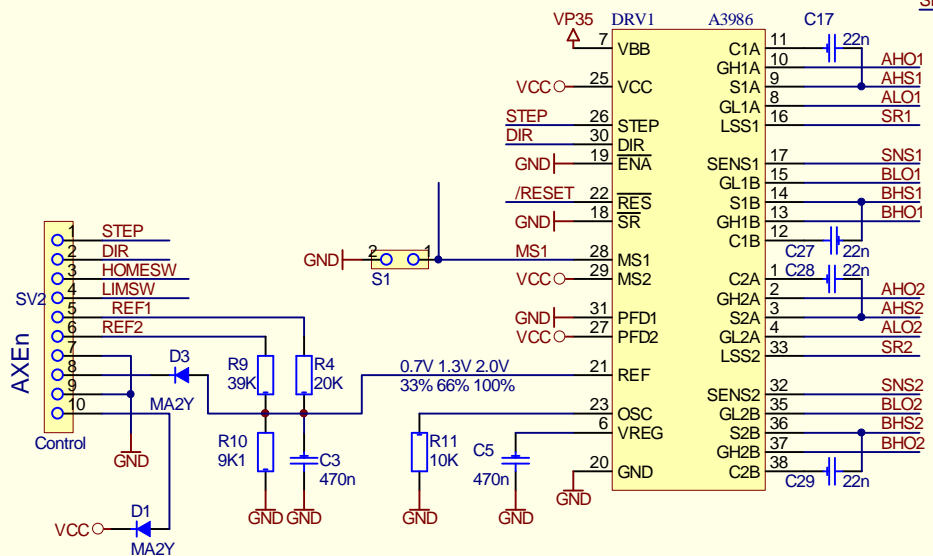 VP35 DRV1 A3986 C17
7 VBB C1A 11 22n
GH1A 10 AHO1
VCC 25 VCC S1A 9 AHS1
GL1A 8 ALO1
STEP 26 STEP LSS1 16 SR1
DIR 30 DIR
GND 19 ENA SENS1 17 SNS1
GL1B 15 BLO1
/RESET 22 RES S1B 14 BHS1
GND 18 SR GH1B 13 BHO1
C1B 12
C27 22n
GND 2 1 MS1 28 MS1
S1
C28 22n
VCC 29 MS2 C2A 1
GH2A 2 AHO2
GND 31 PFD1 S2A 3 AHS2
VCC 27 PFD2 GL2A 4 ALO2
LSS2 33 SR2
0.7V 1.3V 2.0V
33% 66% 100%
21 REF
SENS2 32 SNS2
23 OSC GL2B 35 BLO2
6 VREG S2B 36 BHS2
GH2B 37 BHO2
20 GND C2B 38
GND
C29 22n
AXEn
SV2
1 STEP
2 DIR
3 HOMESW
4 LIMSW
5 REF1
6 REF2
7
8
9
10
Control
GND
D3
MA2Y
R9
39K
R4
20K
R10
9K1
C3
470n
R11
10K
C5
470n
GND GND GND GND
VCC D1
MA2Y